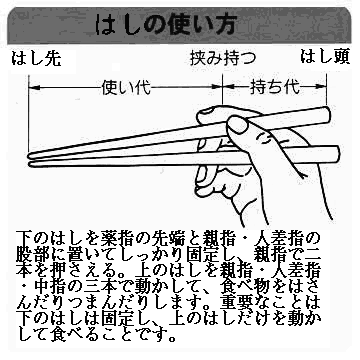 はしの使い方
はし先
挟み持つ
はし頭
使い代
持ち代
下のはしを薬指の先端と親指・人差指の
股部に置いてしっかり固定し、親指で二
本を押さえる。上のはしを親指・人差指
・中指の三本で動かして、食べ物をはさ
んだりつまんだりします。重要なことは
下のはしは固定し、上のはしだけを動か
して食べることです。